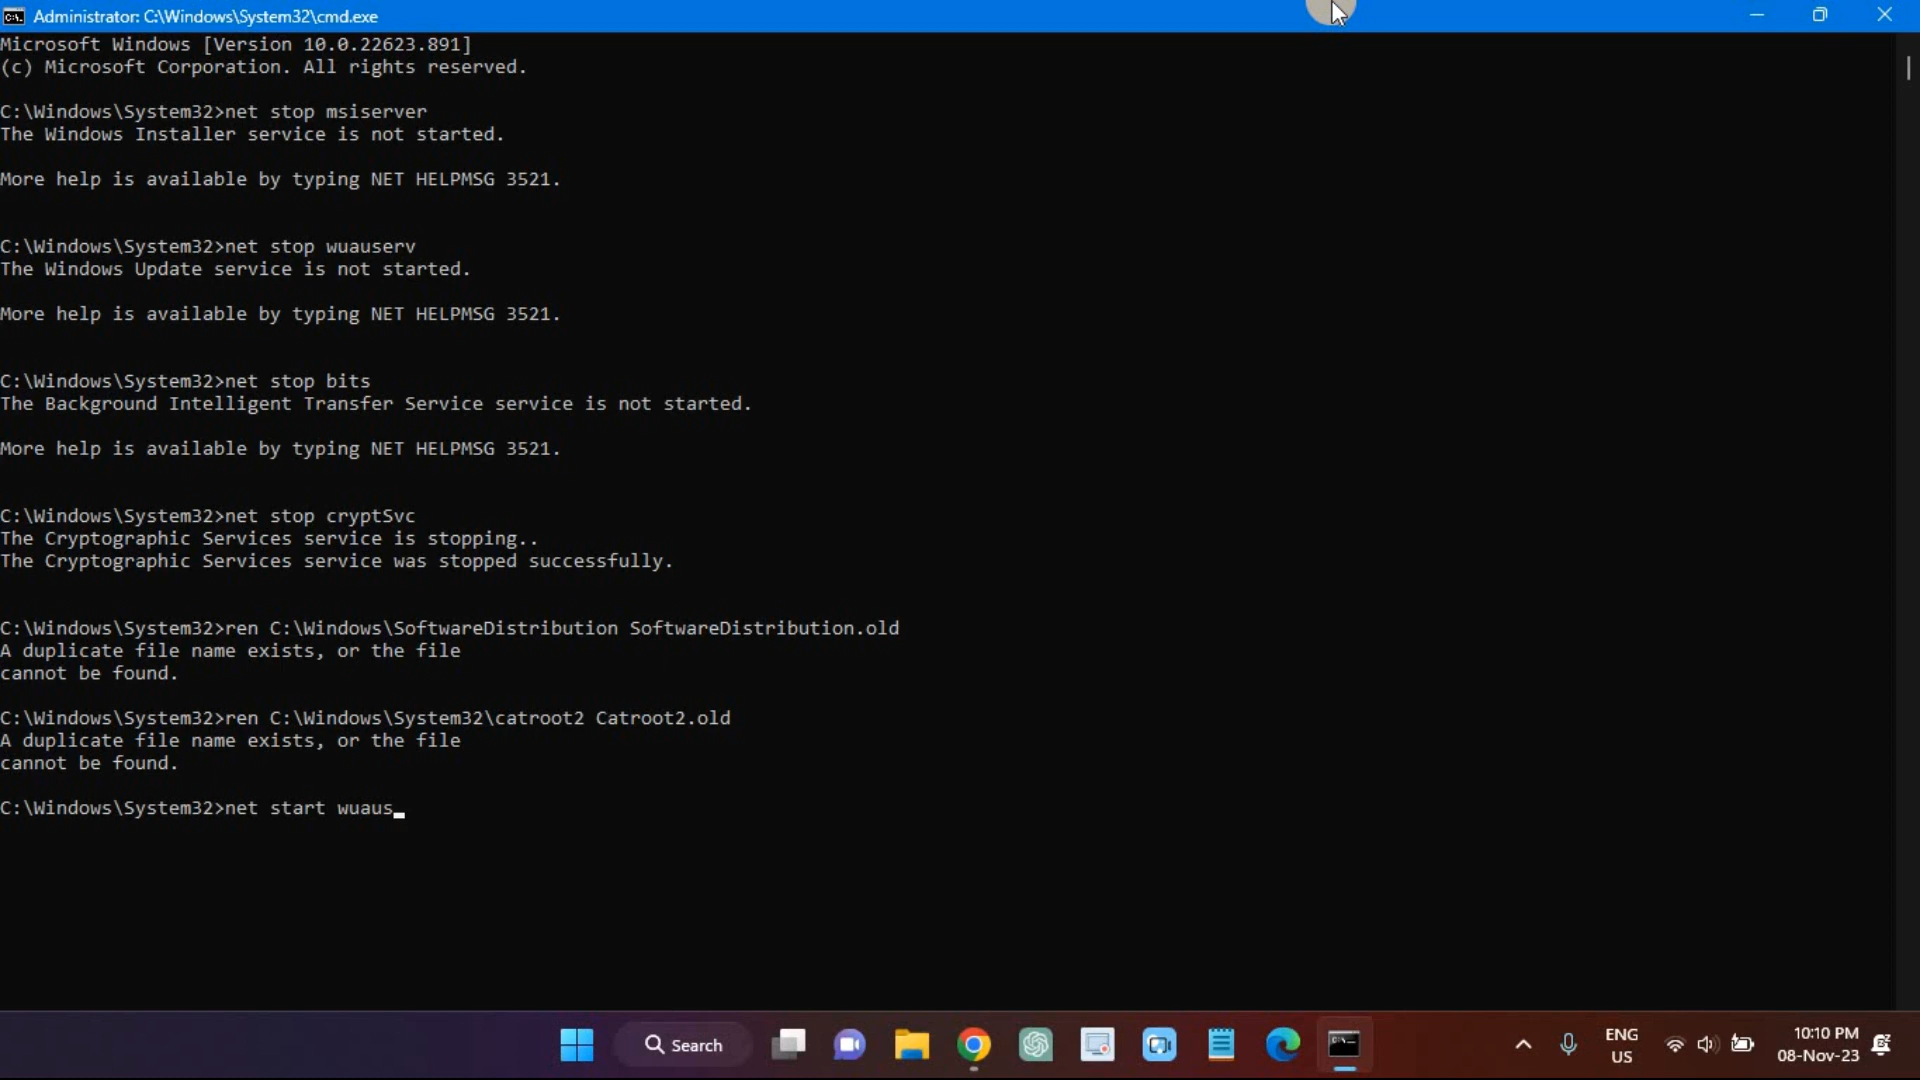 Administrator: C:\Windows\System32\cmd.exe
Microsoft Windows [Version 10.0.22623.891]
(c) Microsoft Corporation. All rights reserved.
C:\Windows\System32>net stop msiserver
The Windows Installer service is not started.
More help is available by typing NET HELPMSG 3521.
C:\Windows\System32>net stop wuauserv
The Windows Update service is not started.
More help is available by typing NET HELPMSG 3521.
C:\Windows\System32>net stop bits
The Background Intelligent Transfer Service service is not started.
More help is available by typing NET HELPMSG 3521.
C:\Windows\System32>net stop cryptSvc
The Cryptographic Services service is stopping..
The Cryptographic Services service was stopped successfully.
C:\Windows\System32>ren C:\Windows\SoftwareDistribution SoftwareDistribution.old
A duplicate file name exists, or the file
cannot be found.
C:\Windows\System32>ren C:\Windows\System32\catroot2 Catroot2.old
A duplicate file name exists, or the file
cannot be found.
C:\Windows\System32>net start wuaus_
Search
ENG
US
10:10 PM
08-Nov-23